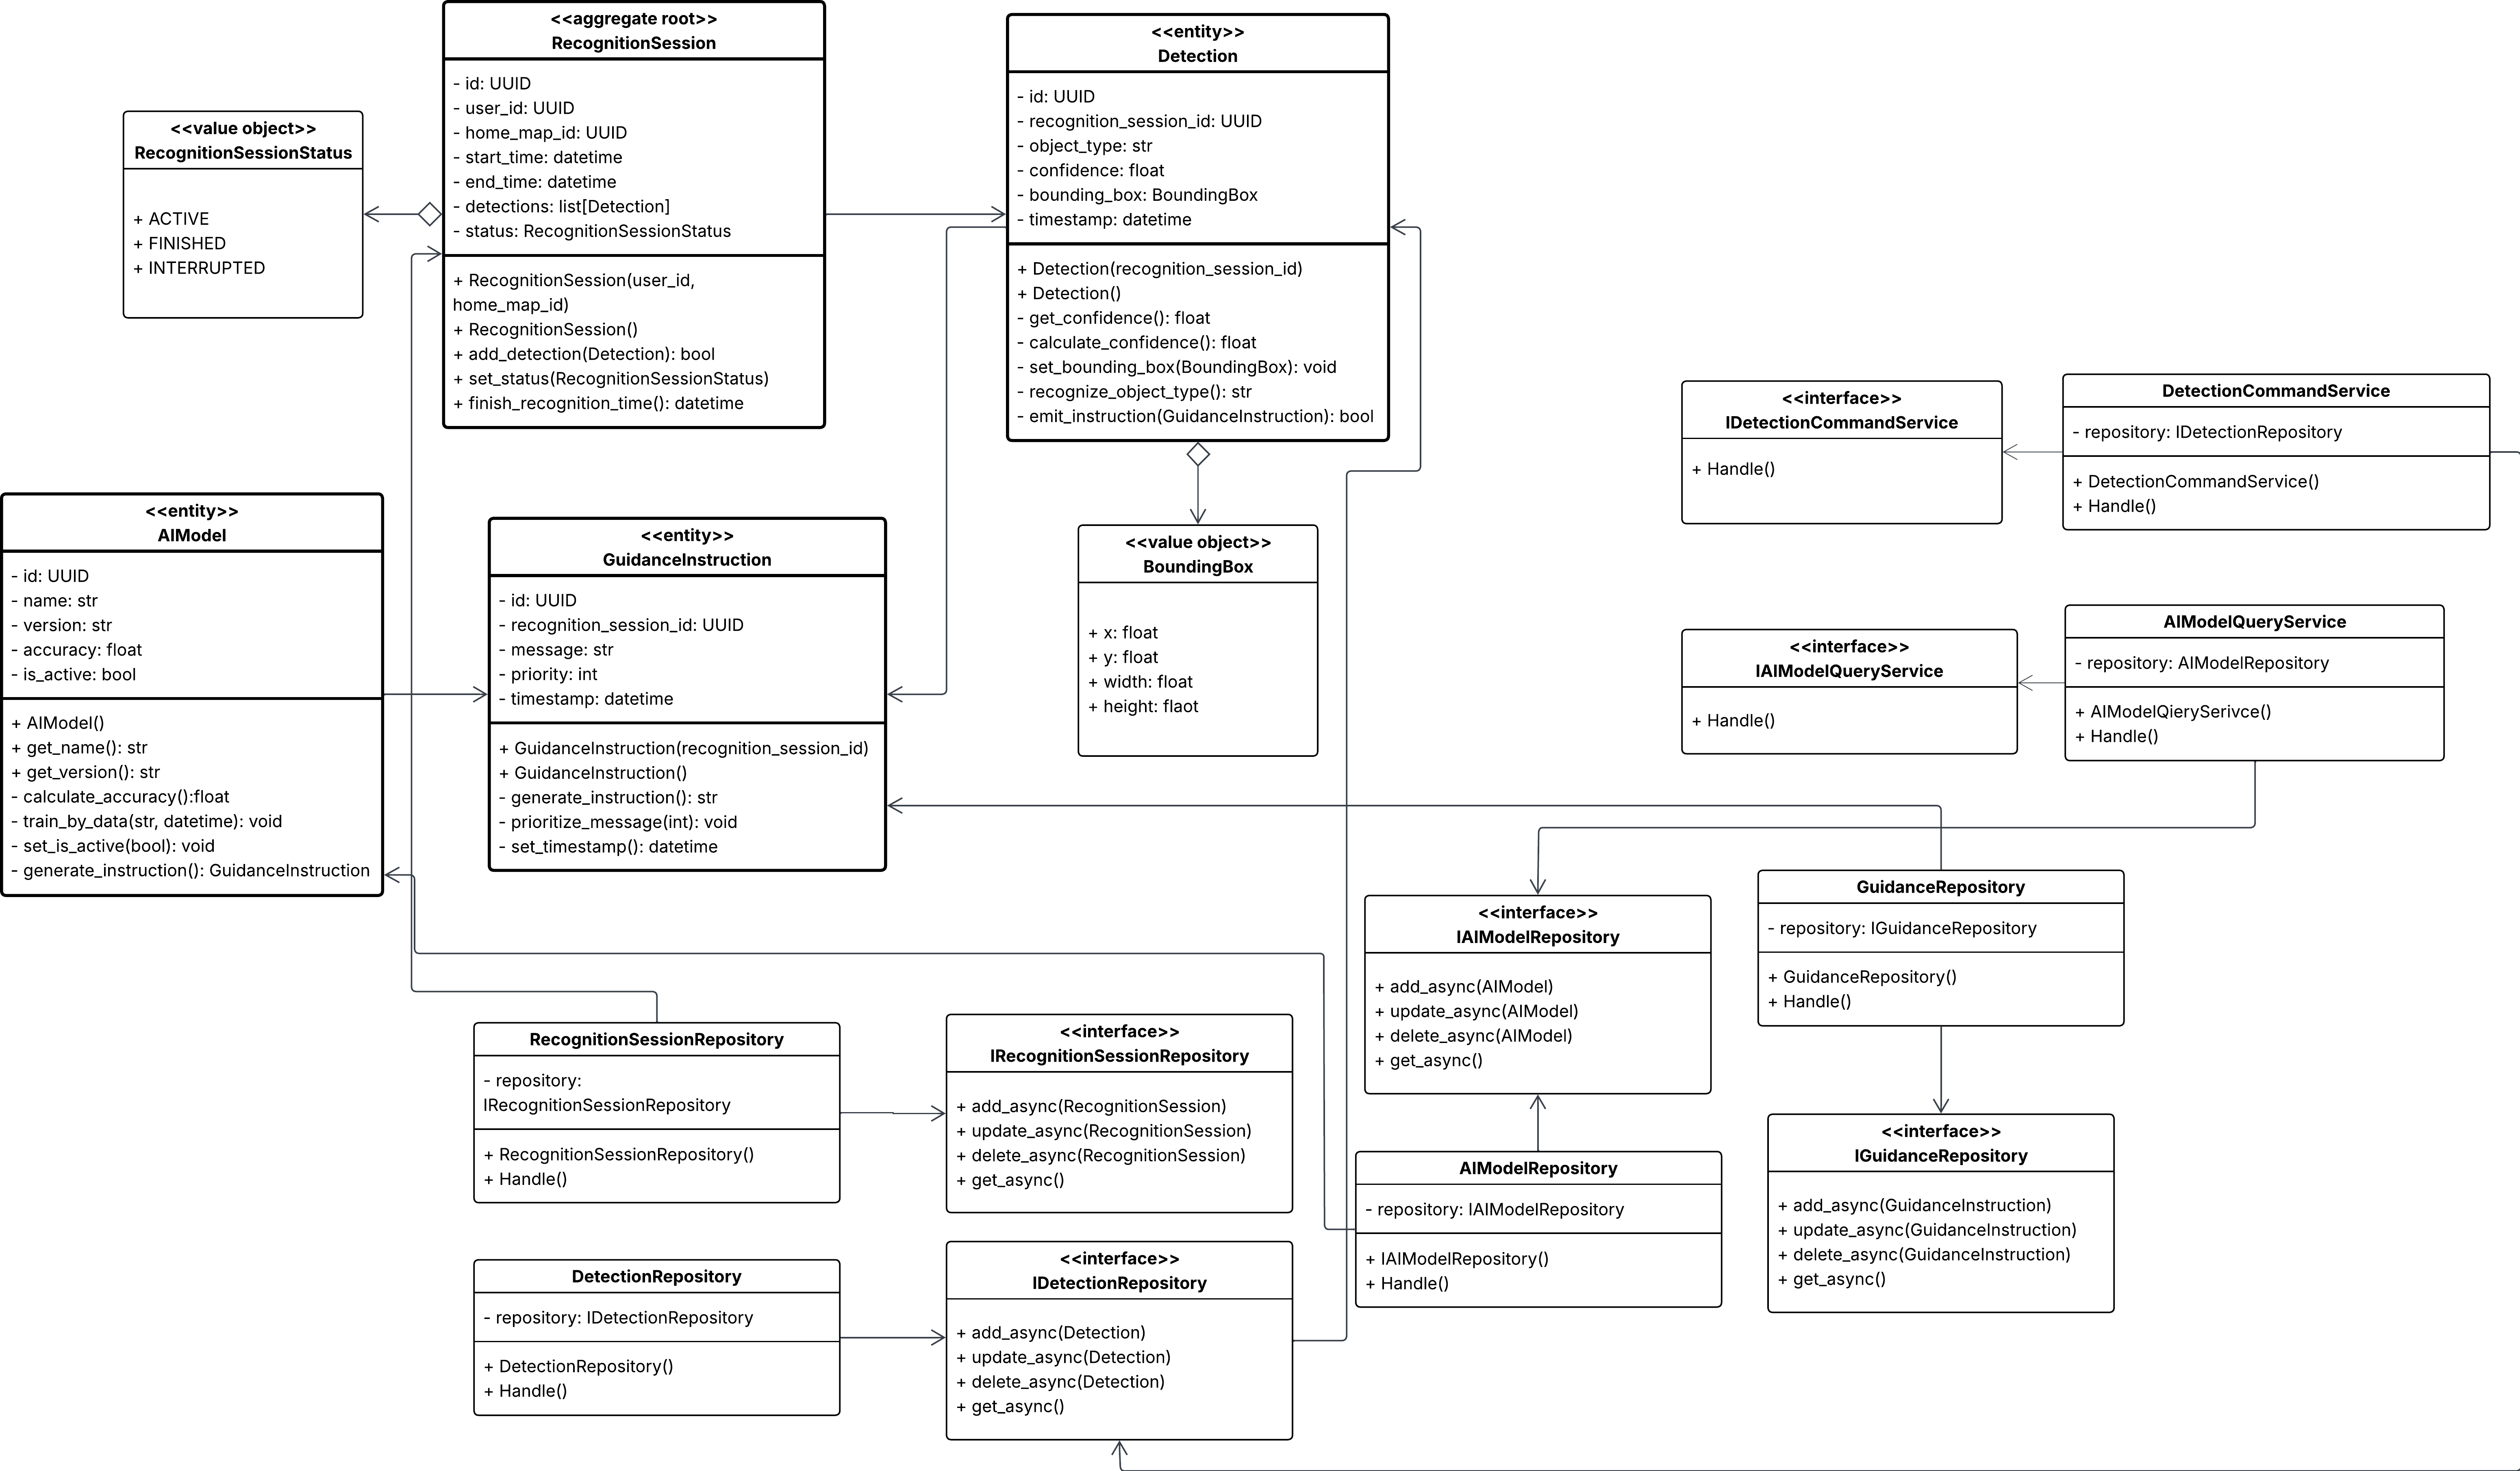 <<aggregate root>>
RecognitionSession
- id: UUID
- user_id: UUID
- home_map_id: UUID
- start_time: datetime
- end_time: datetime
- detections: list[Detection]
- status: RecognitionSessionStatus
+ RecognitionSession(user_id,
home_map_id)
+ RecognitionSession()
+ add_detection(Detection): bool
+ set_status(RecognitionSessionStatus)
+ finish_recognition_time(): datetime
<<entity>>
Detection
- id: UUID
- recognition_session_id: UUID
- object_type: str
- confidence: float
- bounding_box: BoundingBox
- timestamp: datetime
+ Detection(recognition_session_id)
+ Detection()
- get_confidence(): float
- calculate_confidence(): float
- set_bounding_box(BoundingBox): void
- recognize_object_type(): str
- emit_instruction(GuidanceInstruction): bool
<<value object>>
RecognitionSessionStatus
+ ACTIVE
+ FINISHED
+ INTERRUPTED
<<interface>>
IDetectionCommandService
+ Handle()
DetectionCommandService
- repository: IDetectionRepository
+ DetectionCommandService()
+ Handle()
<<entity>>
AIModel
- id: UUID
- name: str
- version: str
- accuracy: float
- is_active: bool
+ AIModel()
+ get_name(): str
+ get_version(): str
- calculate_accuracy():float
- train_by_data(str, datetime): void
- set_is_active(bool): void
- generate_instruction(): GuidanceInstruction
<<entity>>
GuidanceInstruction
- id: UUID
- recognition_session_id: UUID
- message: str
- priority: int
- timestamp: datetime
+ GuidanceInstruction(recognition_session_id)
+ GuidanceInstruction()
- generate_instruction(): str
- prioritize_message(int): void
- set_timestamp(): datetime
<<value object>>
BoundingBox
+ x: float
+ y: float
+ width: float
+ height: flaot
<<interface>>
IAIModelQueryService
+ Handle()
AIModelQueryService
- repository: AIModelRepository
+ AIModelQierySerivce()
+ Handle()
<<interface>>
IAIModelRepository
+ add_async(AIModel)
+ update_async(AIModel)
+ delete_async(AIModel)
+ get_async()
GuidanceRepository
- repository: IGuidanceRepository
+ GuidanceRepository()
+ Handle()
RecognitionSessionRepository
- repository:
IRecognitionSessionRepository
+ RecognitionSessionRepository()
+ Handle()
<<interface>>
IRecognitionSessionRepository
+ add_async(RecognitionSession)
+ update_async(RecognitionSession)
+ delete_async(RecognitionSession)
+ get_async()
AIModelRepository
- repository: IAIModelRepository
+ IAIModelRepository()
+ Handle()
<<interface>>
IGuidanceRepository
+ add_async(GuidanceInstruction)
+ update_async(GuidanceInstruction)
+ delete_async(GuidanceInstruction)
+ get_async()
DetectionRepository
- repository: IDetectionRepository
+ DetectionRepository()
+ Handle()
<<interface>>
IDetectionRepository
+ add_async(Detection)
+ update_async(Detection)
+ delete_async(Detection)
+ get_async()